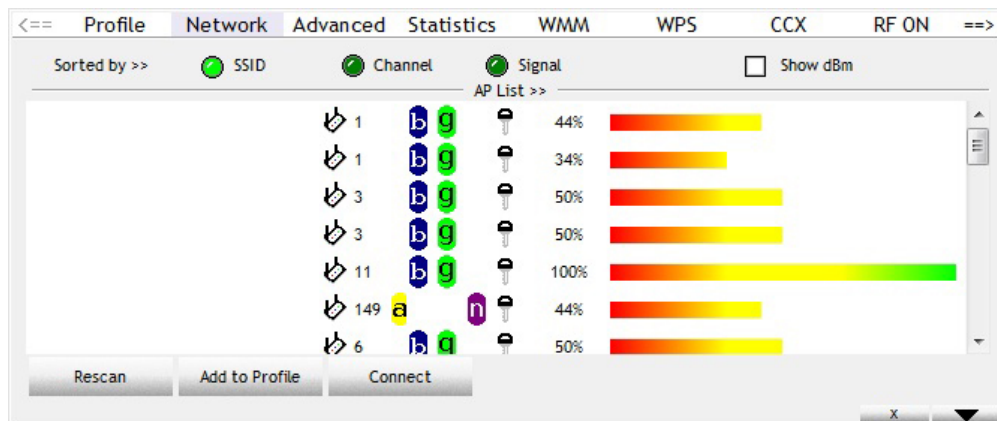 <== Profile Network Advanced Statistics WMM WPS CCX RF ON ==>
Sorted by >> SSID Channel Signal Show dBm
AP List >>
1 b g 44%
1 b g 34%
3 b g 50%
3 b g 50%
11 b g 100%
149 a n 44%
6 b g 50%
Rescan Add to Profile Connect
X